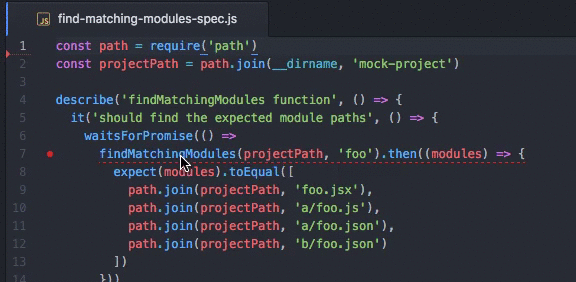 JS find-matching-modules-spec.js
1 const path = require('path')
2 const projectPath = path.join(__dirname, 'mock-project')
3
4 describe('findMatchingModules function', () => {
5 it('should find the expected module paths', () => {
6 waitsForPromise(() =>
7 findMatchingModules(projectPath, 'foo').then((modules) => {
8 expect(modules).toEqual([
9 path.join(projectPath, 'foo.jsx'),
10 path.join(projectPath, 'a/foo.js'),
11 path.join(projectPath, 'a/foo.json'),
12 path.join(projectPath, 'b/foo.json')
13 ])
14 }))